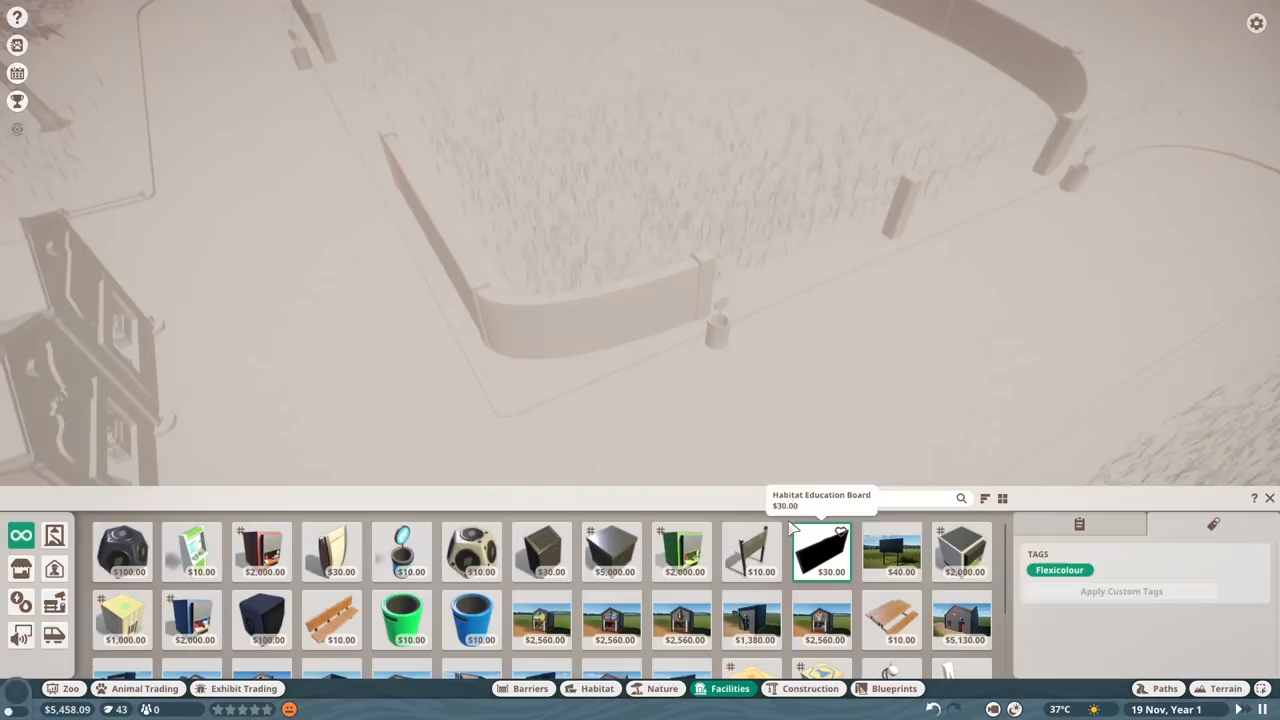 ?
Habitat Education Board
$30.00
?
$100.00 $10.00 # $2,000.00 $30.00 $10.00 $10.00 $30.00 # $5,000.00 # $2,000.00 $10.00 $30.00 $40.00 # $2,000.00
TAGS
Flexicolour
Apply Custom Tags
$1,000.00 $2,000.00 $100.00 $10.00 $10.00 $10.00 $2,560.00 $2,560.00 $2,560.00 $1,380.00 $2,560.00 $10.00 $5,130.00
# #
Zoo Animal Trading Exhibit Trading Barriers Habitat Nature Facilities Construction Blueprints Paths Terrain
$5,458.09 43 0 37°C 19 Nov, Year 1